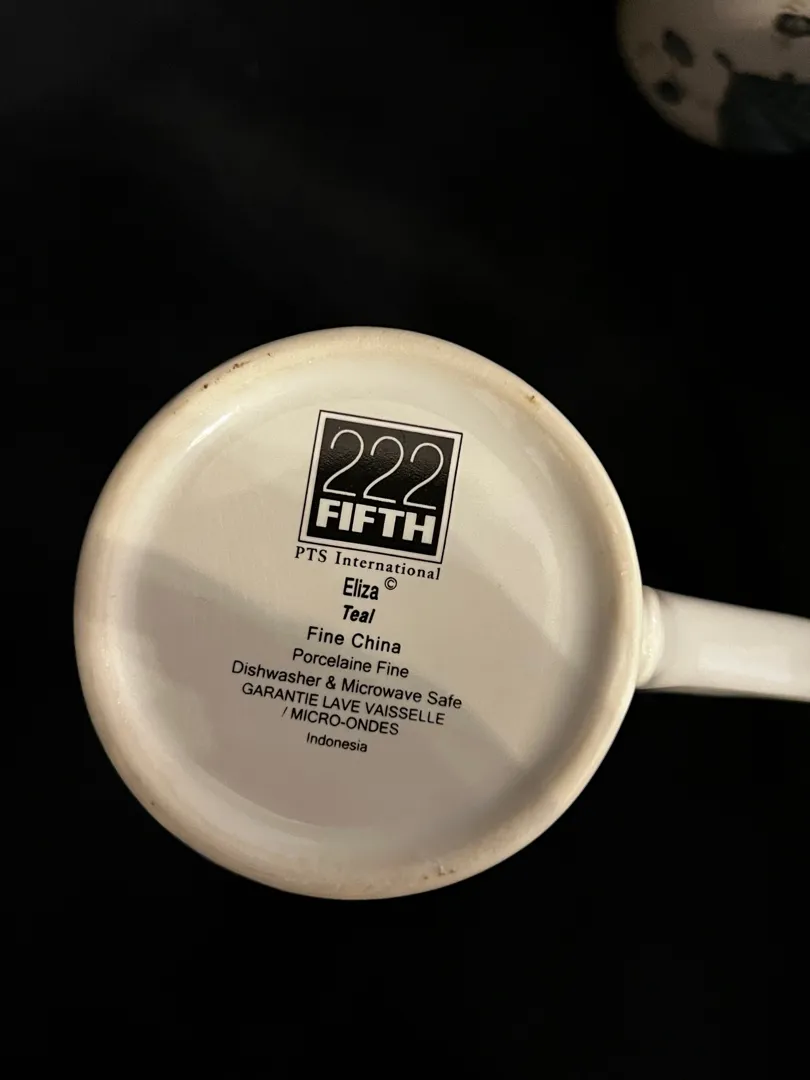 222
FIFTH
PTS International
Eliza ©
Teal
Fine China
Porcelaine Fine
Dishwasher & Microwave Safe
GARANTIE LAVE VAISSELLE
/ MICRO-ONDES
Indonesia